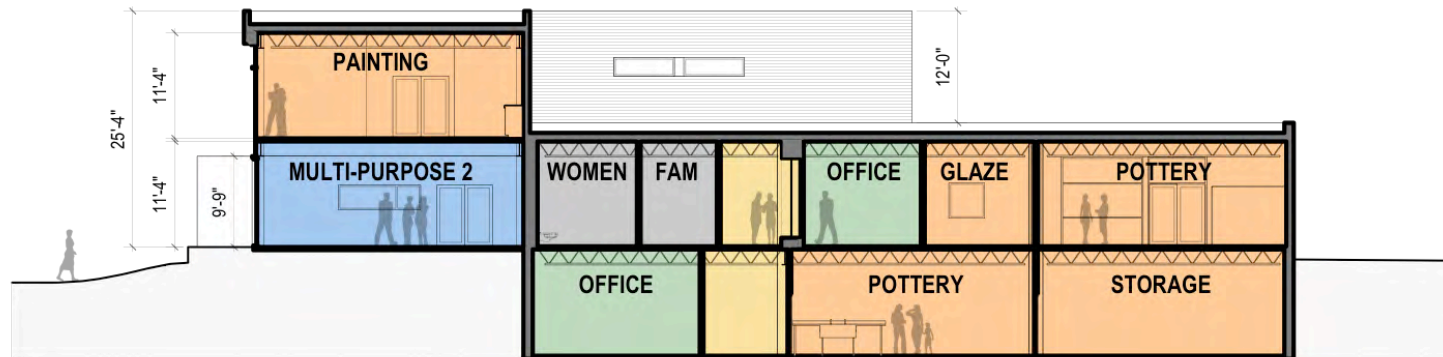 25'-4"
11'-4"
PAINTING
12'-0"
11'-4"
9'-9"
MULTI-PURPOSE 2
WOMEN
FAM
OFFICE
GLAZE
POTTERY
OFFICE
POTTERY
STORAGE